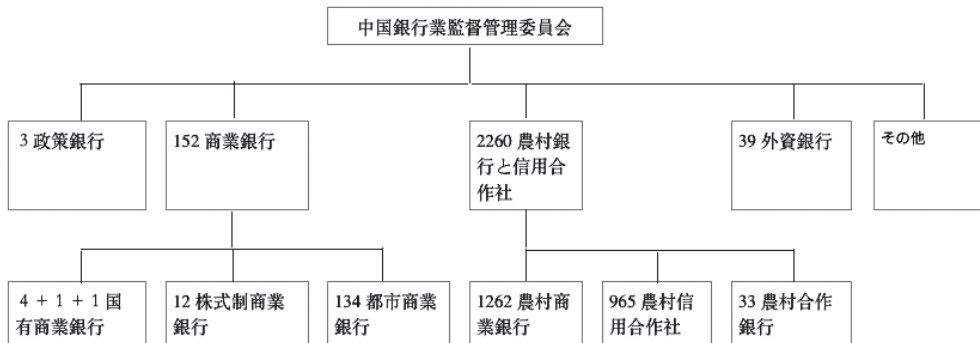 中国銀行業監督管理委員会
3 政策銀行
152 商業銀行
2260 農村銀
行と信用合
作社
39 外資銀行
その他
4 + 1 + 1 国
有商業銀行
12 株式制商業
銀行
134 都市商業
銀行
1262 農村商
業銀行
965 農村信
用合作社
33 農村合作
銀行